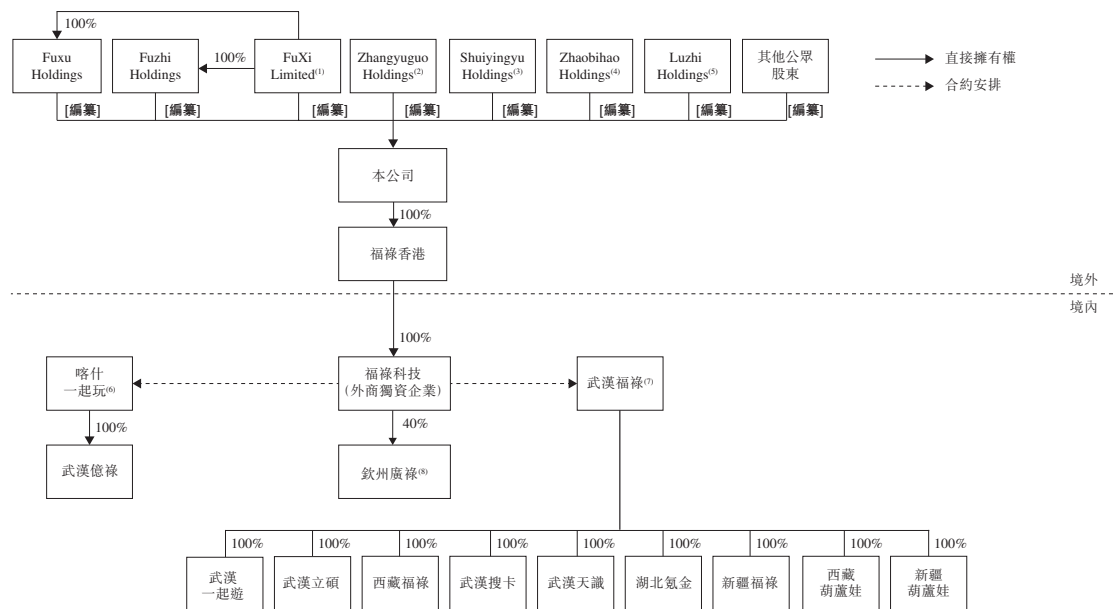 100%
Fuxu
Holdings
Fuzhi
Holdings
100%
FuXi
Limited(1)
Zhangyuguo
Holdings(2)
Shuiyingyu
Holdings(3)
Zhaobihao
Holdings(4)
Luzhi
Holdings(5)
其他公眾
股東
直接擁有權
合約安排
[編纂]
[編纂]
[編纂]
[編纂]
[編纂]
[編纂]
[編纂]
[編纂]
本公司
100%
福祿香港
境外
境內
100%
喀什
一起玩(6)
福祿科技
(外商獨資企業)
武漢福祿(7)
100%
40%
武漢億祿
欽州廣祿(8)
100%
100%
100%
100%
100%
100%
100%
100%
100%
武漢
一起遊
武漢立碩
西藏福祿
武漢搜卡
武漢天識
湖北氪金
新疆福祿
西藏
葫蘆娃
新疆
葫蘆娃